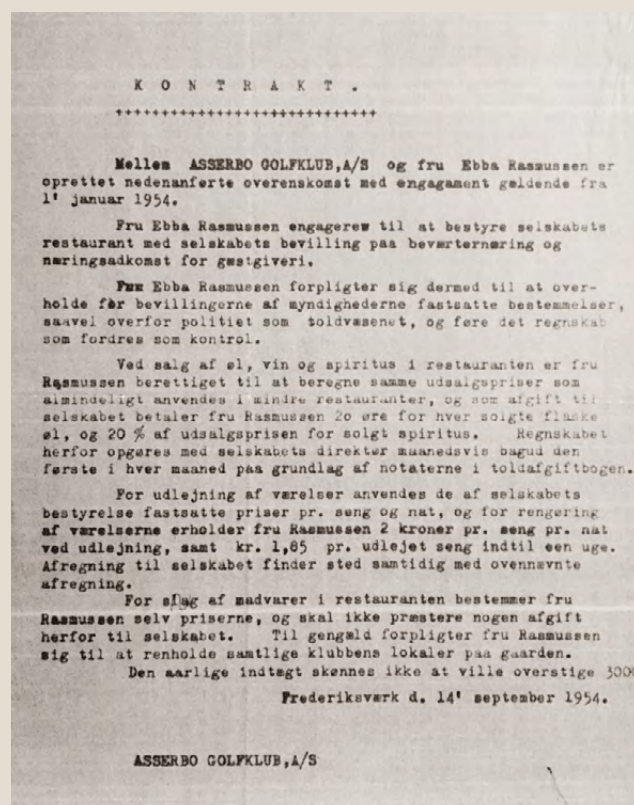 K O N T R A K T .
++++++++++++++++++++++++++++
Mellem ASSERBO GOLFKLUB,A/S og fru Ebba Rasmussen er
oprettet nedenanførte overenskomst med engagament gældende fra
1' januar 1954.
Fru Ebba Rasmussen engageres til at bestyre selskabets
restaurant med selskabets bevilling paa beværternæring og
næringsadkomst for gæstgiveri.
Fru Ebba Rasmussen forpligter sig dermed til at over-
holde før bevillingerne af myndighederne fastsatte bestemmelser,
saavel overfor politiet som toldvæsenet, og føre det regnskab
som fordres som kontrol.
Ved salg af øl, vin og spiritus i restauranten er fru
Rasmussen berettiget til at beregne samme udsalgspriser som
almindeligt anvendes i mindre restauranter, og som afgift til
selskabet betaler fru Rasmussen 2o øre for hver solgte flaske
øl, og 20 % af udsalgsprisen for solgt spiritus. Regnskabet
herfor opgøres med selskabets direktør maanedsvis bagud den
første i hver maaned paa grundlag af notaterne i toldafgiftbogen.
For udlejning af værelser anvendes de af selskabets
bestyrelse fastsatte priser pr. seng og nat, og for rengøring
af værelserne erholder fru Rasmussen 2 kroner pr. seng pr. nat
ved udlejning, samt kr. 1,85 pr. udlejet seng indtil een uge.
Afregning til selskabet finder sted samtidig med ovennævnte
afregning.
For slag af madvarer i restauranten bestemmer fru
Rasmussen selv priserne, og skal ikke præstere nogen afgift
herfor til selskabet. Til gengæld forpligter fru Rasmussen
sig til at renholde samtlige klubbens lokaler paa gaarden.
Den aarlige indtægt skønnes ikke at ville overstige 3000
Frederiksværk d. 14' september 1954.
ASSERBO GOLFKLUB,A/S